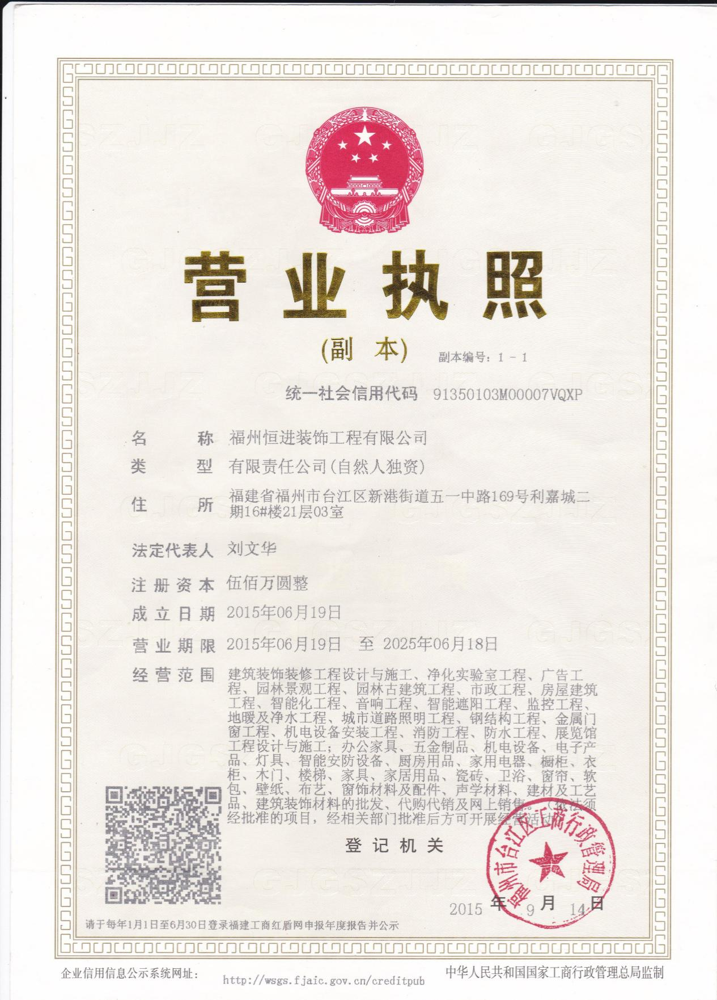 营业执照
(副 本)
副本编号：1-1
统一社会信用代码 91350103M00007VQXP
名称 福州恒进装饰工程有限公司
类型 有限责任公司(自然人独资)
住所 福建省福州市台江区新港街道五一中路169号利嘉城二
期16#楼21层03室
法定代表人 刘文华
注册资本 伍佰万圆整
成立日期 2015年06月19日
营业期限 2015年06月19日 至 2025年06月18日
经营范围 建筑装饰装修工程设计与施工、净化实验室工程、广告工
程、园林景观工程、园林古建筑工程、市政工程、房屋建筑
工程、智能化工程、音响工程、智能遮阳工程、监控工程、
地暖及净水工程、城市道路照明工程、钢结构工程、金属门
窗工程、机电设备安装工程、消防工程、防水工程、展览馆
工程设计与施工；办公家具、五金制品、机电设备、电子产
品、灯具、智能安防设备、厨房用品、家用电器、橱柜、衣
柜、木门、楼梯、家具、家居用品、瓷砖、卫浴、窗帘、软
包、壁纸、布艺、窗饰材料及配件、声学材料、建材及工艺
品、建筑装饰材料的批发、代购代销及网上销售。（依法须
经批准的项目，经相关部门批准后方可开展经营活动
登记机关
福州市台江区工商行政管理局
2015 年 9 月 14 日
请于每年1月1日至6月30日登录福建工商红盾网申报年度报告并公示
企业信用信息公示系统网址：
http://wsgs.fjaic.gov.cn/creditpub
中华人民共和国国家工商行政管理总局监制